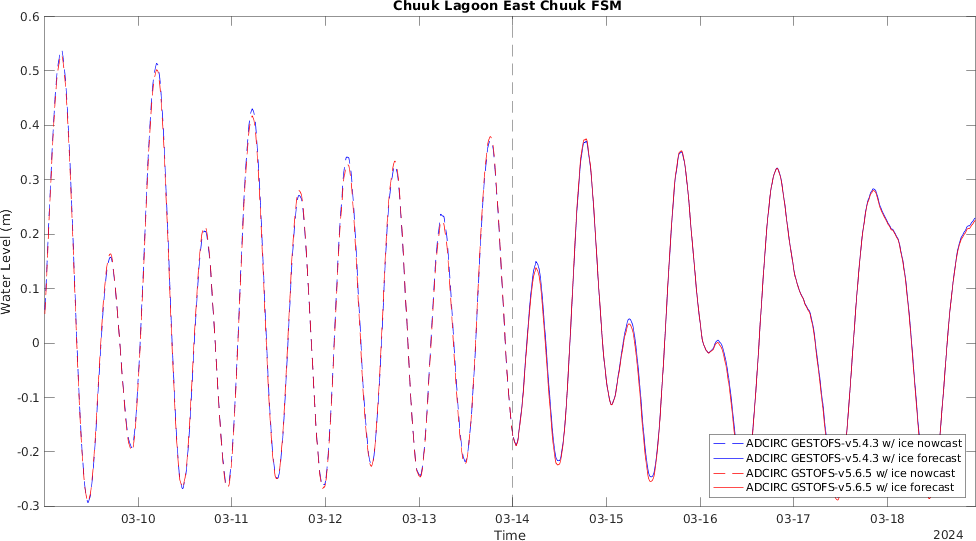 Chuuk Lagoon East Chuuk FSM
0.6
0.5
0.4
0.3
0.2
0.1
0
-0.1
-0.2
-0.3
Water Level (m)
ADCIRC GESTOFS-v5.4.3 w/ ice nowcast
ADCIRC GESTOFS-v5.4.3 w/ ice forecast
ADCIRC GSTOFS-v5.6.5 w/ ice nowcast
ADCIRC GSTOFS-v5.6.5 w/ ice forecast
03-10 03-11 03-12 03-13 03-14 03-15 03-16 03-17 03-18
Time
2024